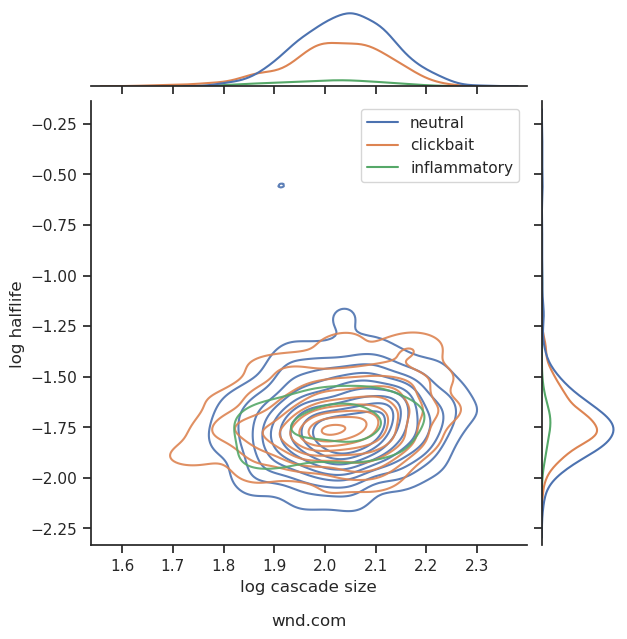 neutral
clickbait
inflammatory
−0.25
−0.50
−0.75
−1.00
−1.25
−1.50
−1.75
−2.00
−2.25
log halflife
1.6 1.7 1.8 1.9 2.0 2.1 2.2 2.3
log cascade size
wnd.com